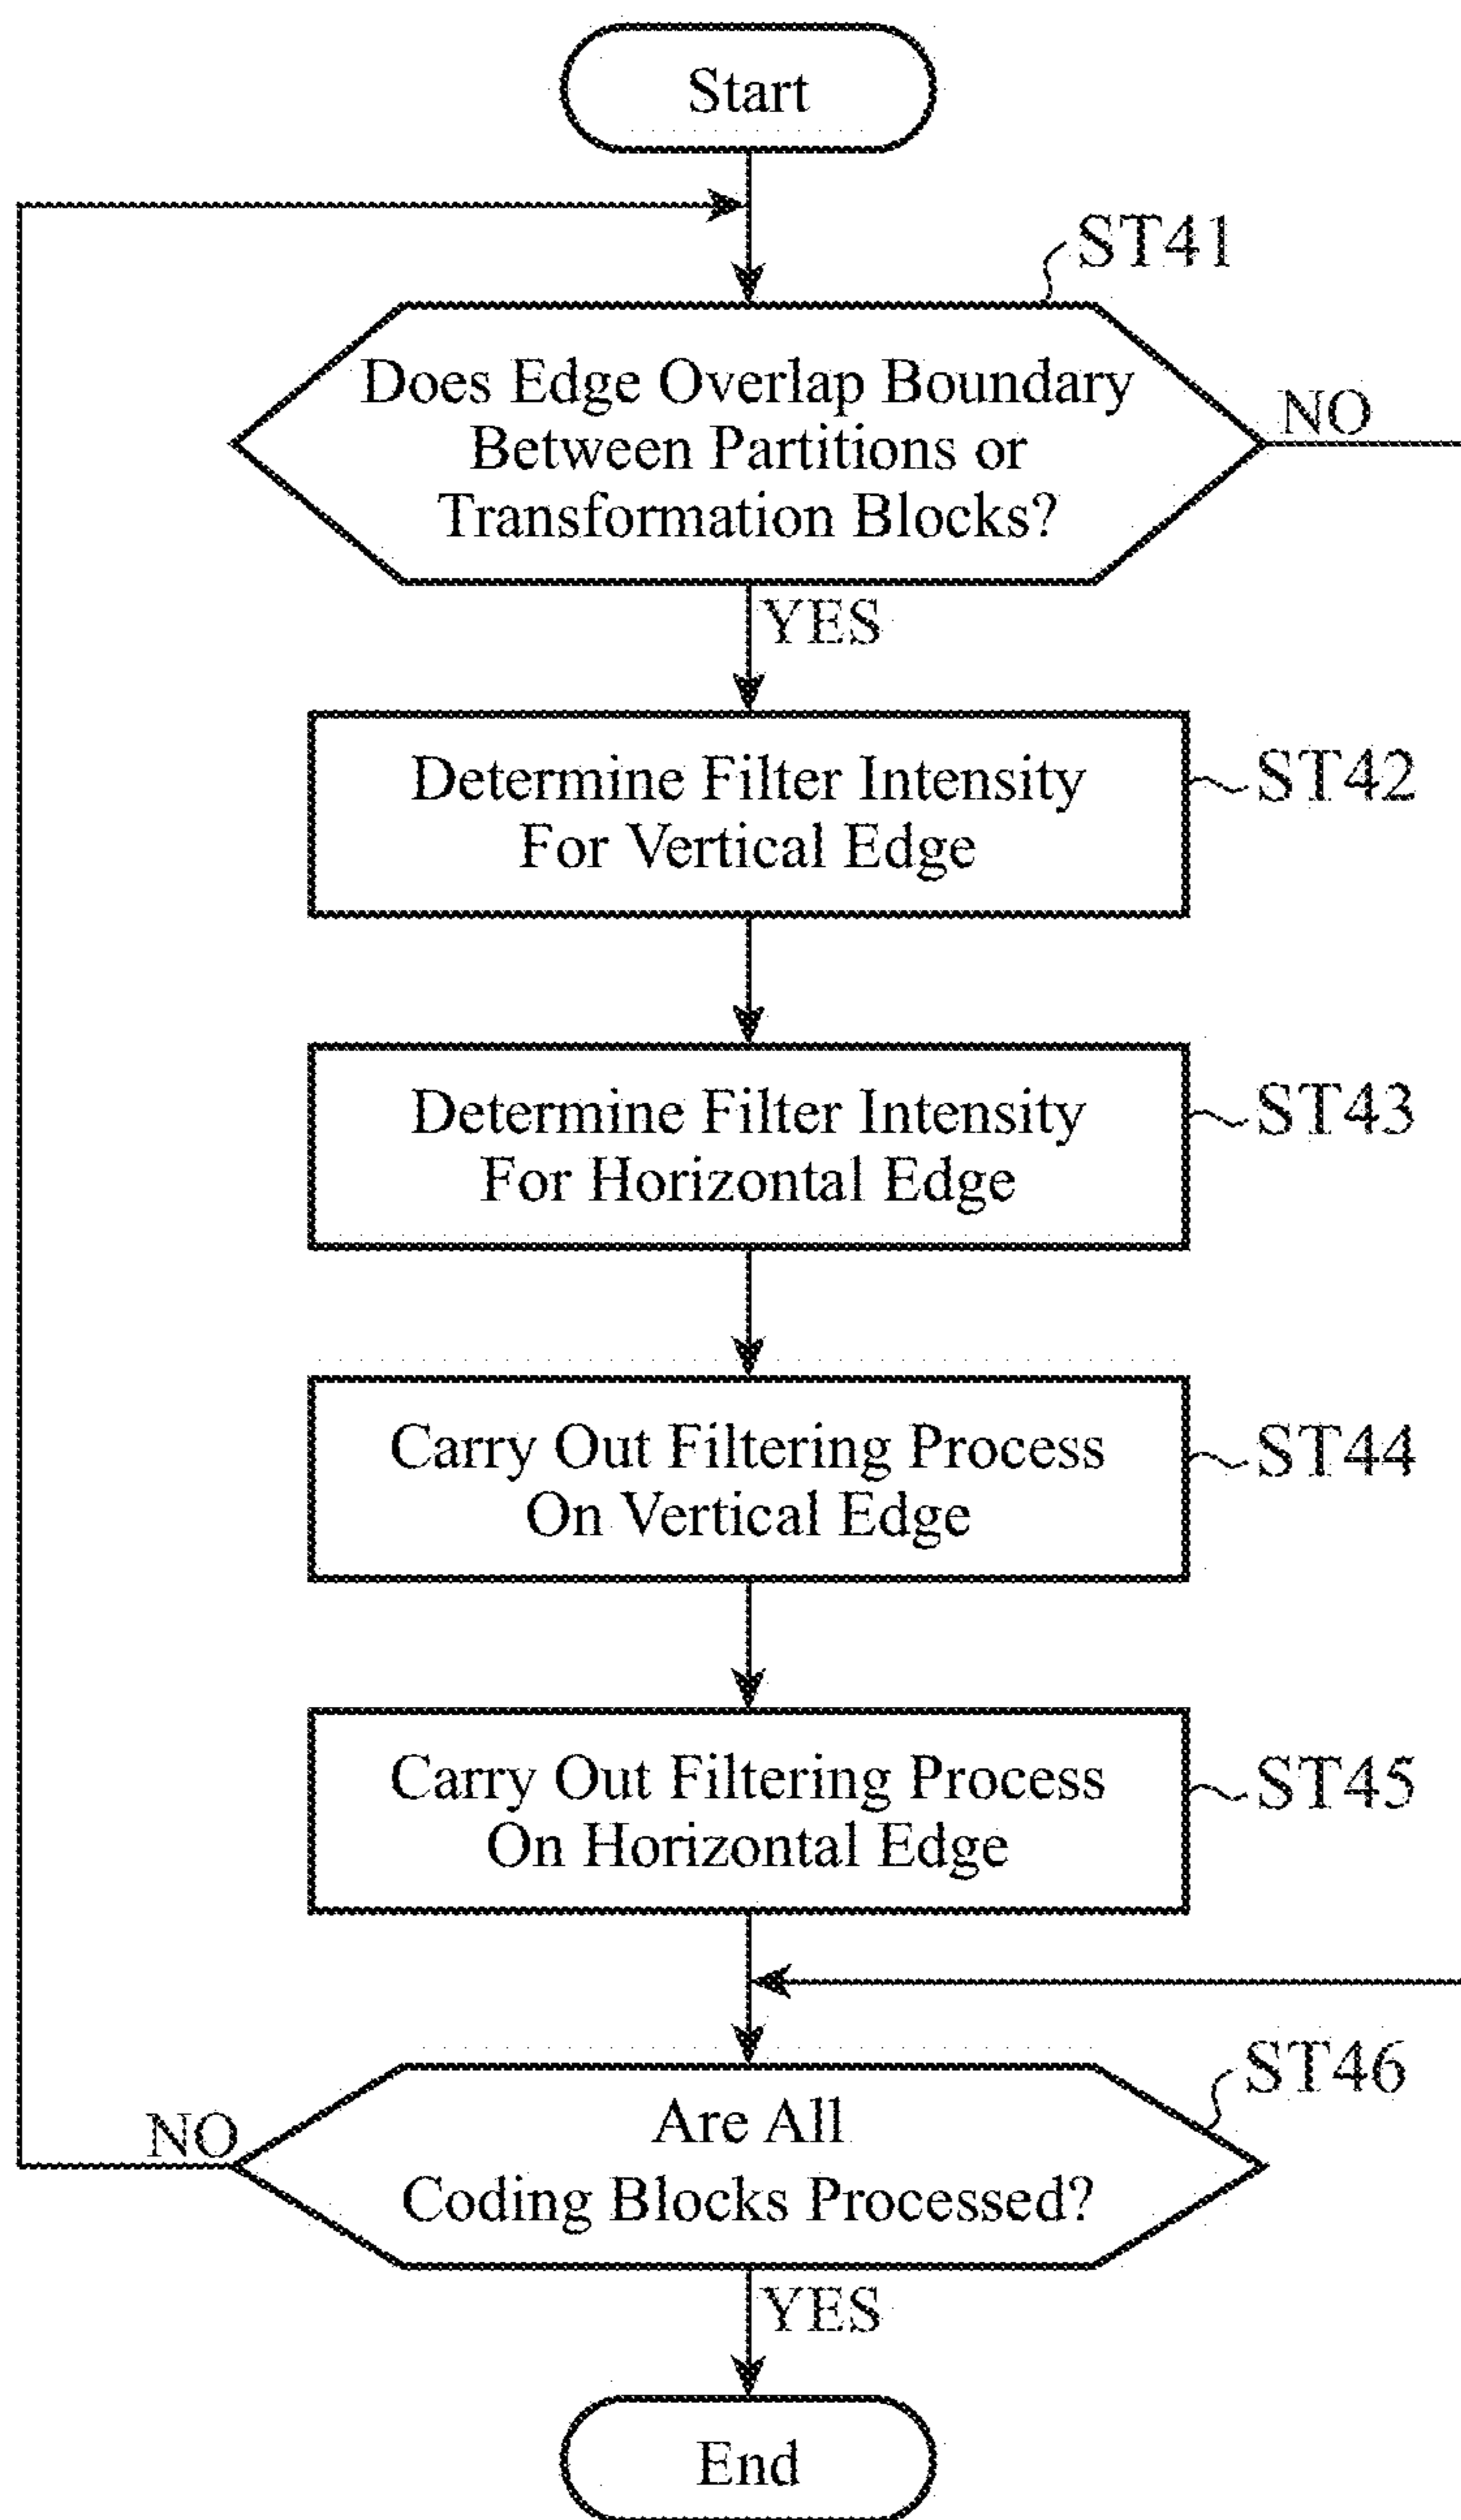 Start
ST41
Does Edge Overlap Boundary
Between Partitions or
Transformation Blocks?
NO
YES
Determine Filter Intensity
For Vertical Edge
ST42
Determine Filter Intensity
For Horizontal Edge
ST43
Carry Out Filtering Process
On Vertical Edge
ST44
Carry Out Filtering Process
On Horizontal Edge
ST45
ST46
Are All
Coding Blocks Processed?
NO
YES
End